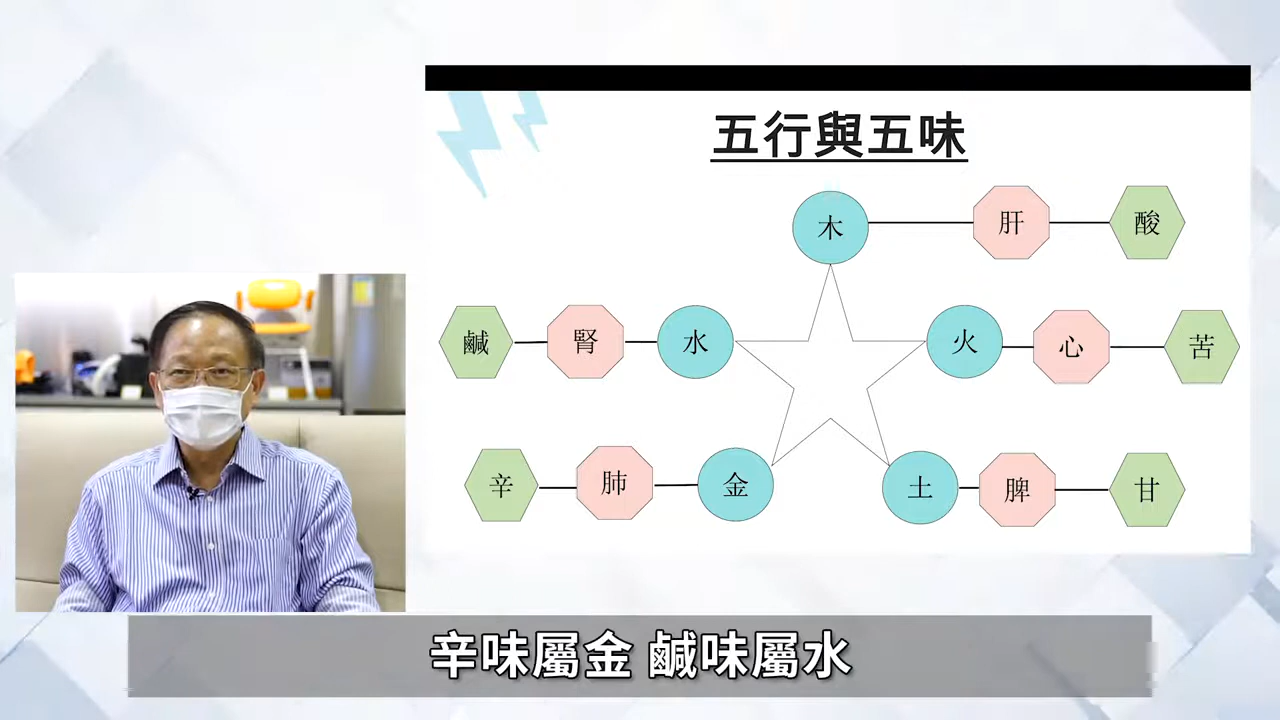 五行與五味
木 肝 酸
鹹 腎 水 火 心 苦
辛 肺 金 土 脾 甘
辛味屬金 鹹味屬水